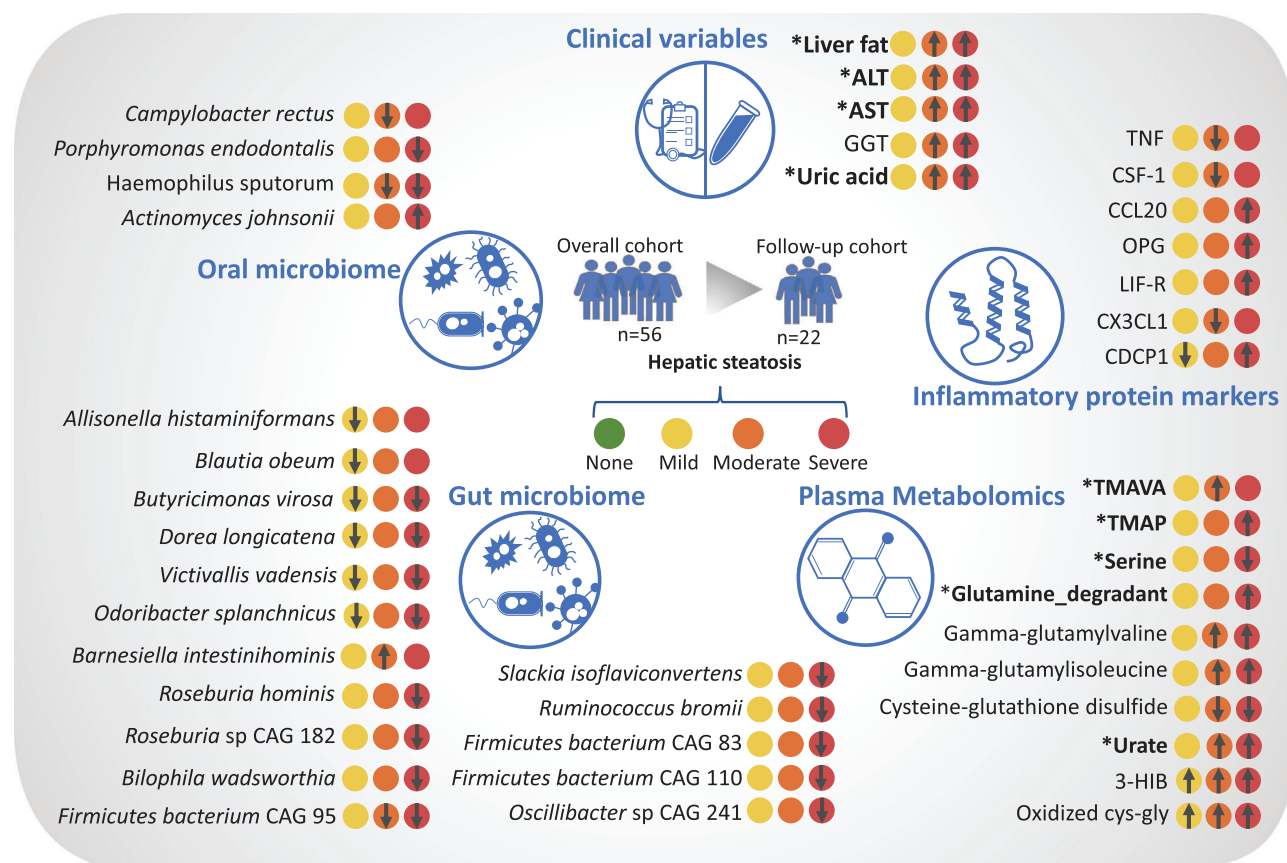 Clinical variables
*Liver fat
*ALT
*AST
GGT
*Uric acid
Campylobacter rectus
Porphyromonas endodontalis
Haemophilus sputorum
Actinomyces johnsonii
Oral microbiome
Overall cohort
n=56
Follow-up cohort
n=22
Hepatic steatosis
None
Mild
Moderate
Severe
TNF
CSF-1
CCL20
OPG
LIF-R
CX3CL1
CDCP1
Inflammatory protein markers
Allisonella histaminiformans
Blautia obeum
Butyricimonas virosa
Dorea longicatena
Victivallis vadensis
Odoribacter splanchnicus
Barnesiella intestinihominis
Roseburia hominis
Roseburia sp CAG 182
Bilophila wadsworthia
Firmicutes bacterium CAG 95
Gut microbiome
Slackia isoflaviconvertens
Ruminococcus bromii
Firmicutes bacterium CAG 83
Firmicutes bacterium CAG 110
Oscillibacter sp CAG 241
Plasma Metabolomics
*TMAVA
*TMAP
*Serine
*Glutamine_degradant
Gamma-glutamylvaline
Gamma-glutamylisoleucine
Cysteine-glutathione disulfide
*Urate
3-HIB
Oxidized cys-gly